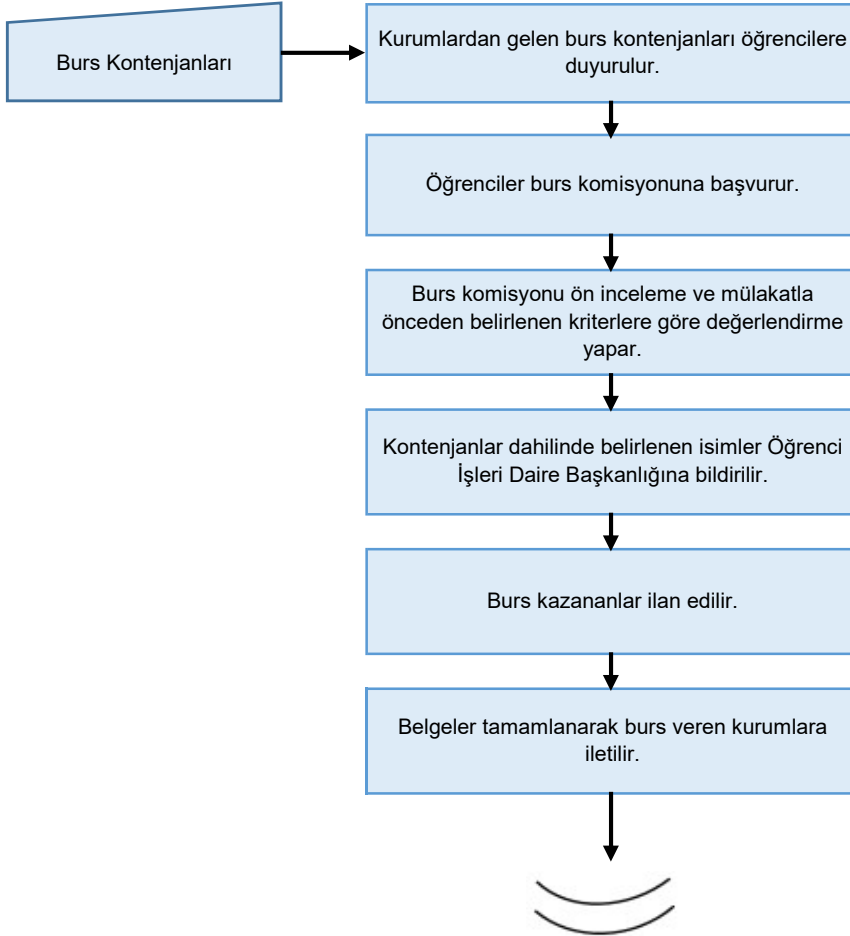 Burs Kontenjanları
Kurumlardan gelen burs kontenjanları öğrencilere
duyurulur.
Öğrenciler burs komisyonuna başvurur.
Burs komisyonu ön inceleme ve mülakatla
önceden belirlenen kriterlere göre değerlendirme
yapar.
Kontenjanlar dahilinde belirlenen isimler Öğrenci
İşleri Daire Başkanlığına bildirilir.
Burs kazananlar ilan edilir.
Belgeler tamamlanarak burs veren kurumlara
iletilir.